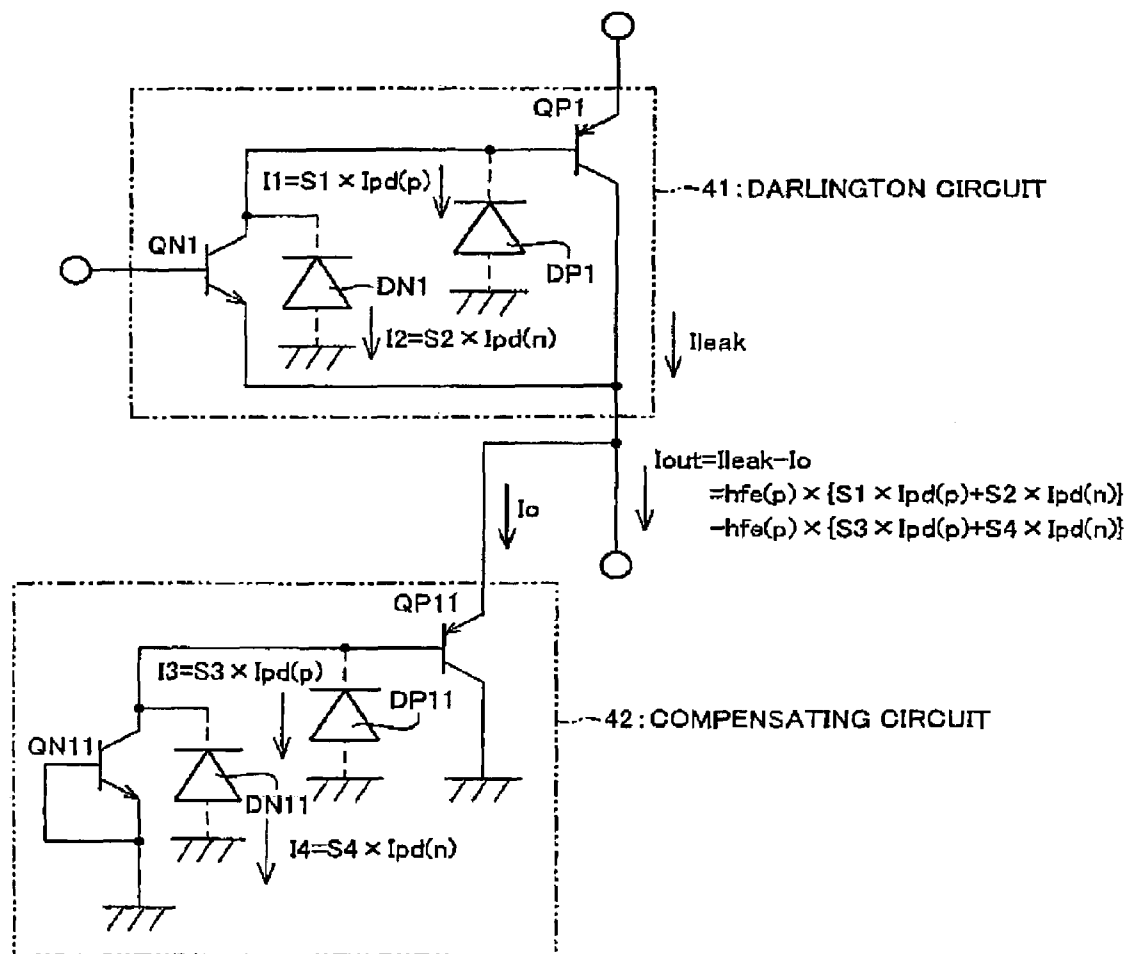 QP1
I1=S1×Ipd(p)
41:DARLINGTON CIRCUIT
QN1
DN1
DP1
I2=S2×Ipd(n)
Ileak
Iout=Ileak-Io
=hfe(p)×{S1×Ipd(p)+S2×Ipd(n)}
-hfe(p)×{S3×Ipd(p)+S4×Ipd(n)}
Io
QP11
I3=S3×Ipd(p)
DP11
42:COMPENSATING CIRCUIT
QN11
DN11
I4=S4×Ipd(n)